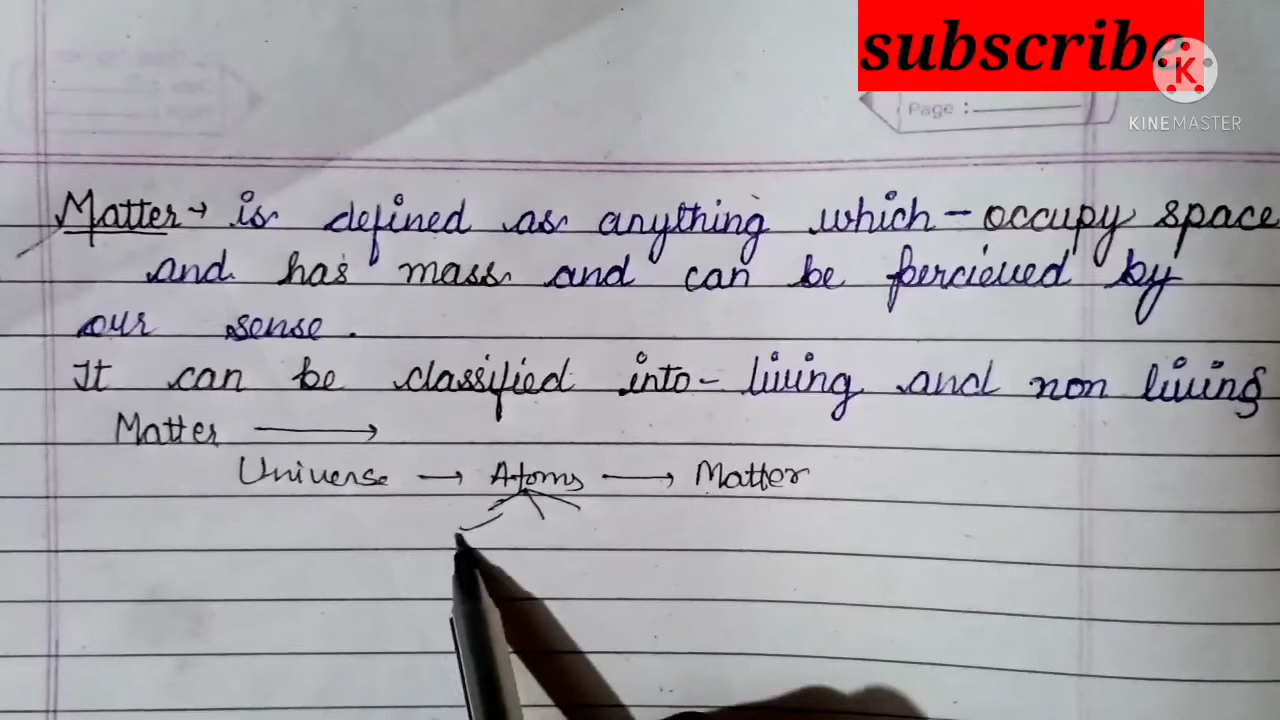 subscribe
K
KINEMASTER
Page :
Matter → is defined as anything which - occupy space
and has mass and can be percieved by
our sense.
It can be classified into - living and non living
Matter →
Universe → Atoms → Matter